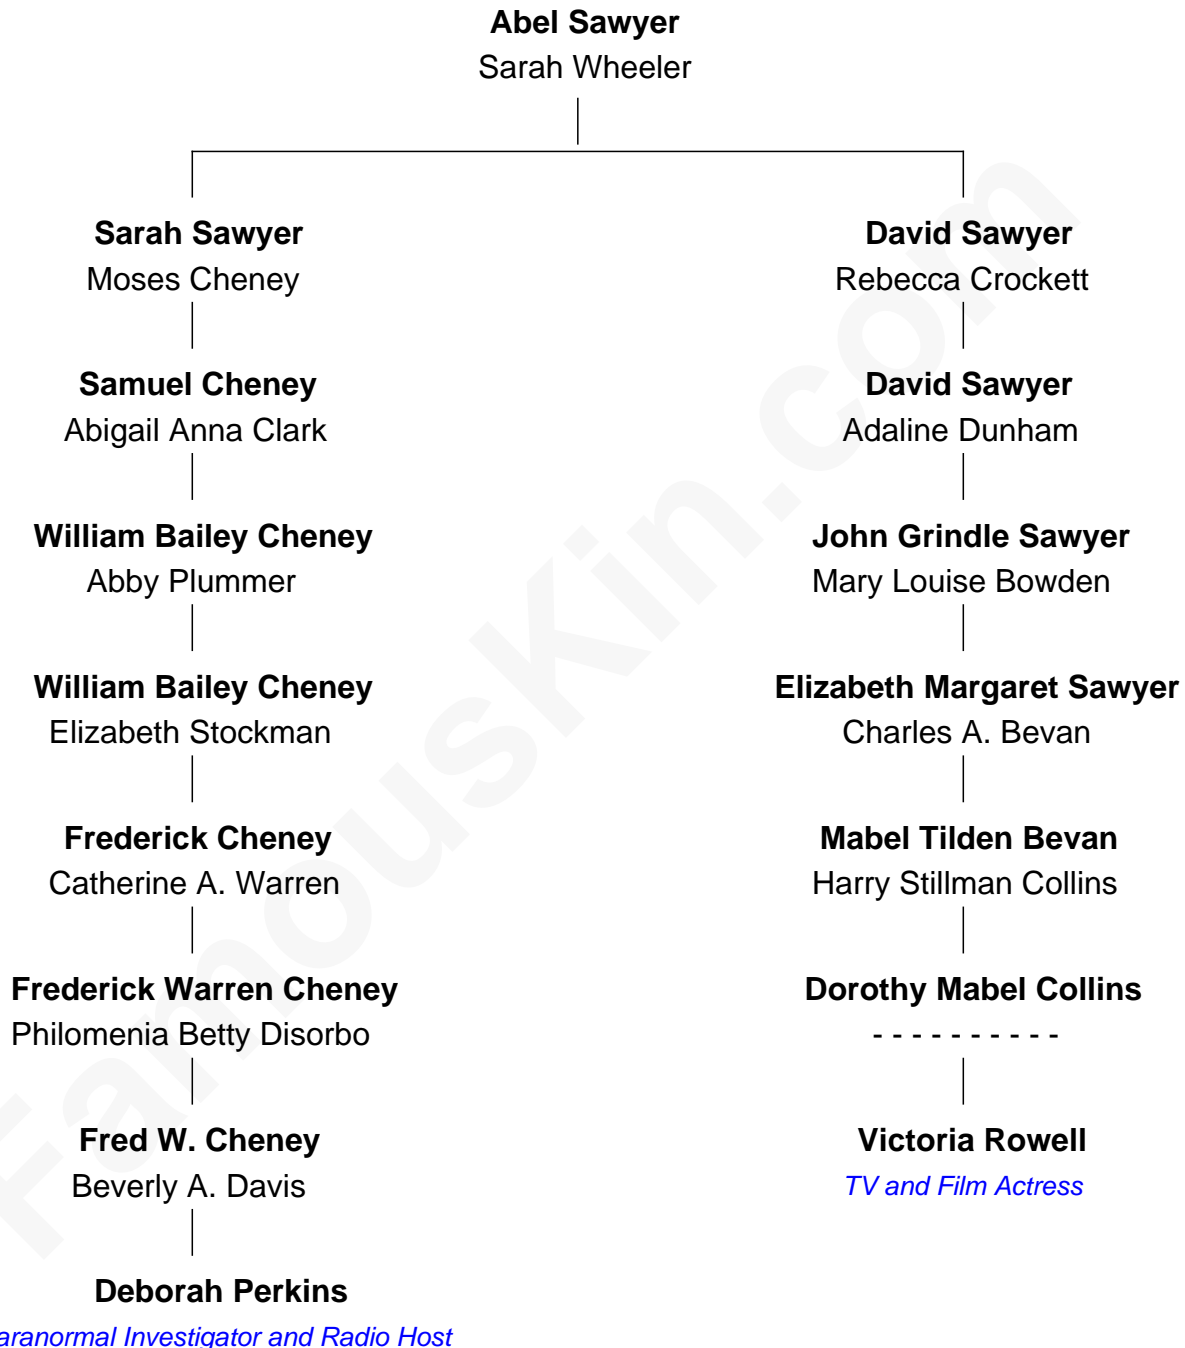 Abel Sawyer
Sarah Wheeler
Sarah Sawyer
Moses Cheney
David Sawyer
Rebecca Crockett
Samuel Cheney
Abigail Anna Clark
David Sawyer
Adaline Dunham
William Bailey Cheney
Abby Plummer
John Grindle Sawyer
Mary Louise Bowden
William Bailey Cheney
Elizabeth Stockman
Elizabeth Margaret Sawyer
Charles A. Bevan
Frederick Cheney
Catherine A. Warren
Mabel Tilden Bevan
Harry Stillman Collins
Frederick Warren Cheney
Philomenia Betty Disorbo
Dorothy Mabel Collins
- - - - - - - - - -
Fred W. Cheney
Beverly A. Davis
Victoria Rowell
TV and Film Actress
Deborah Perkins
aranormal Investigator and Radio Host
FamousKin.com